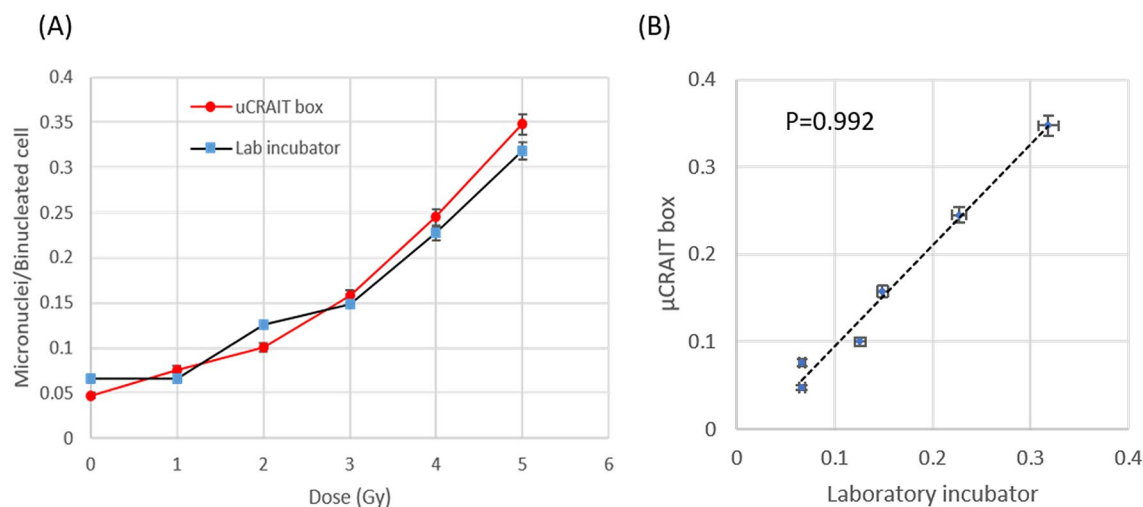 (A)
(B)
0.4
0.35
0.3
0.25
0.2
0.15
0.1
0.05
0
Micronuclei/Binucleated cell
uCRAIT box
Lab incubator
0 1 2 3 4 5 6
Dose (Gy)
0.4
0.3
0.2
0.1
0
µCRAIT box
P=0.992
0 0.1 0.2 0.3 0.4
Laboratory incubator